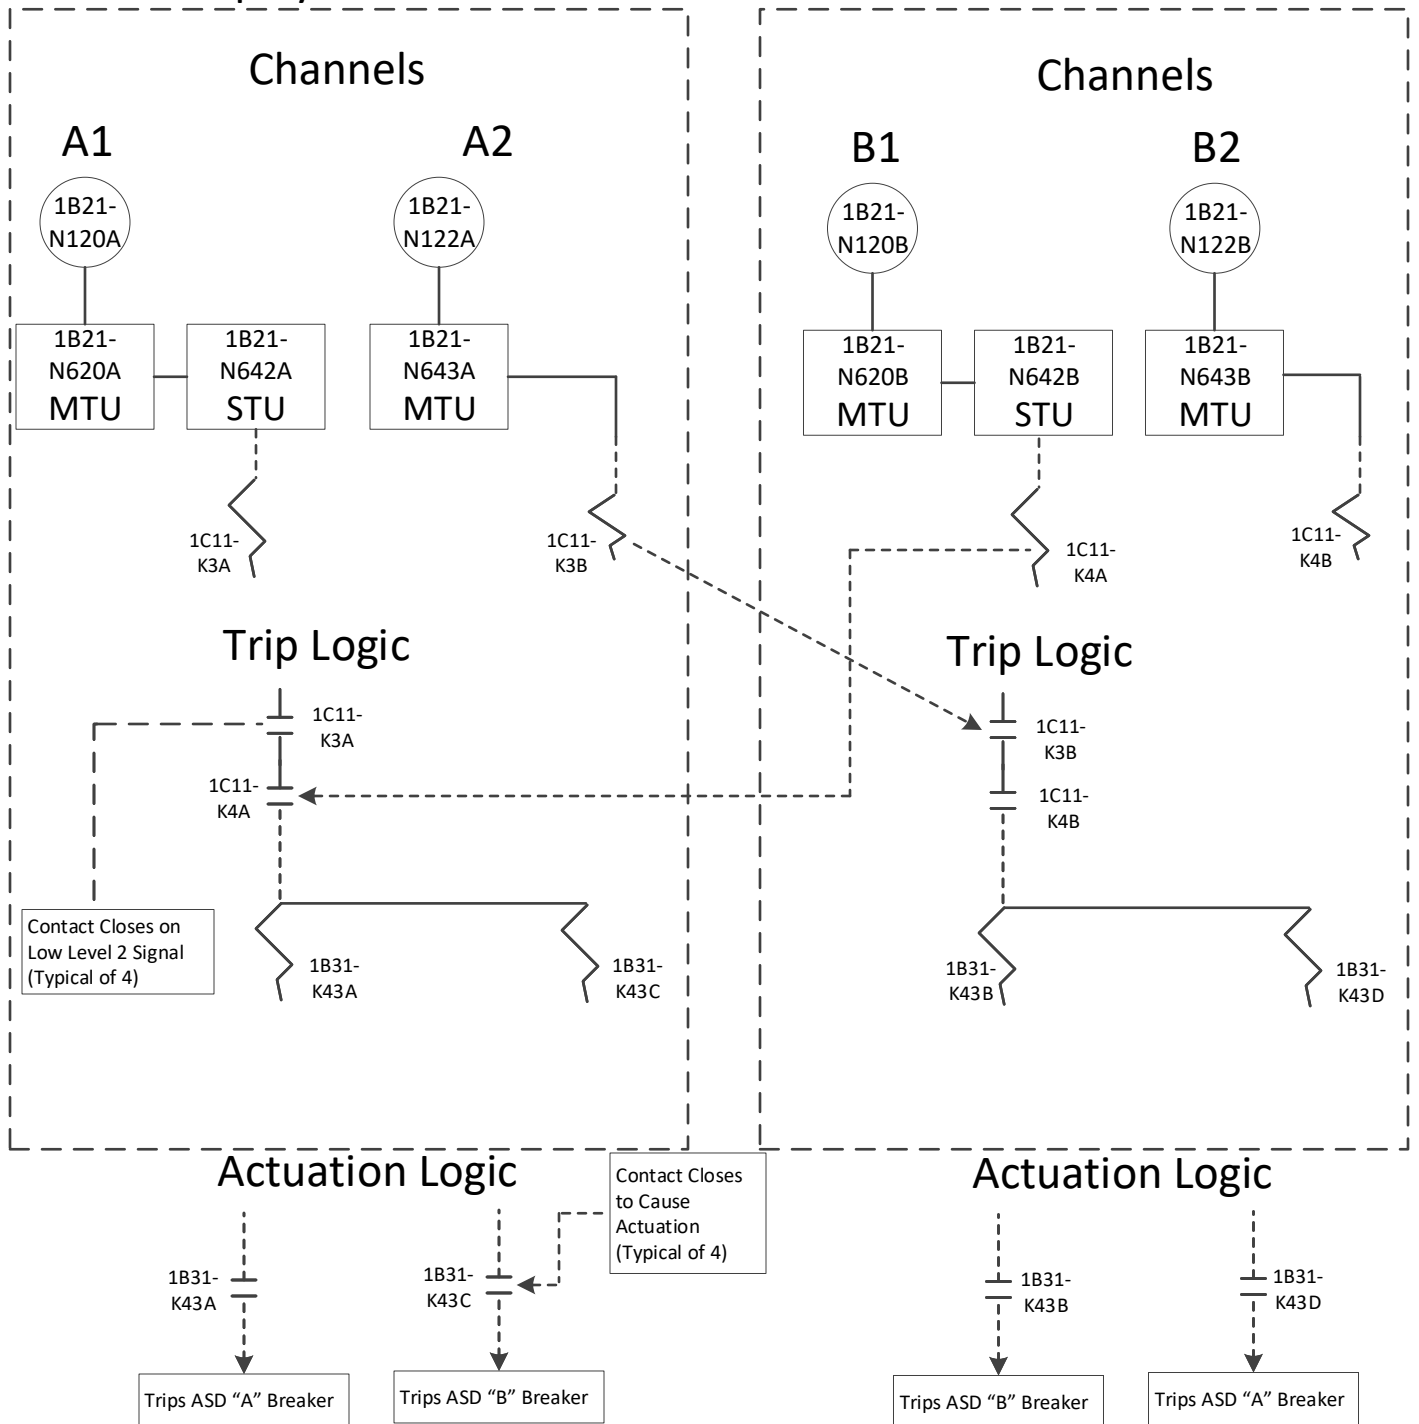 Channels
A1
A2
1B21-
N120A
1B21-
N122A
1B21-
N620A
MTU
1B21-
N642A
STU
1B21-
N643A
MTU
1C11-
K3A
1C11-
K3B
Trip Logic
1C11-
K3A
1C11-
K4A
Contact Closes on
Low Level 2 Signal
(Typical of 4)
1B31-
K43A
1B31-
K43C
Channels
B1
B2
1B21-
N120B
1B21-
N122B
1B21-
N620B
MTU
1B21-
N642B
STU
1B21-
N643B
MTU
1C11-
K4A
1C11-
K4B
Trip Logic
1C11-
K3B
1C11-
K4B
1B31-
K43B
1B31-
K43D
Actuation Logic
Contact Closes
to Cause
Actuation
(Typical of 4)
1B31-
K43A
1B31-
K43C
Trips ASD “A” Breaker
Trips ASD “B” Breaker
Actuation Logic
1B31-
K43B
1B31-
K43D
Trips ASD “B” Breaker
Trips ASD “A” Breaker